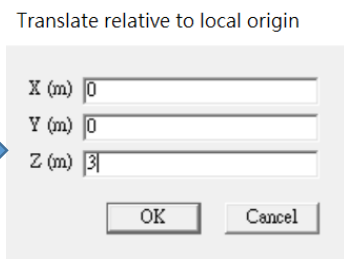 Translate relative to local origin
X (m) 0
Y (m) 0
Z (m) 3
OK Cancel